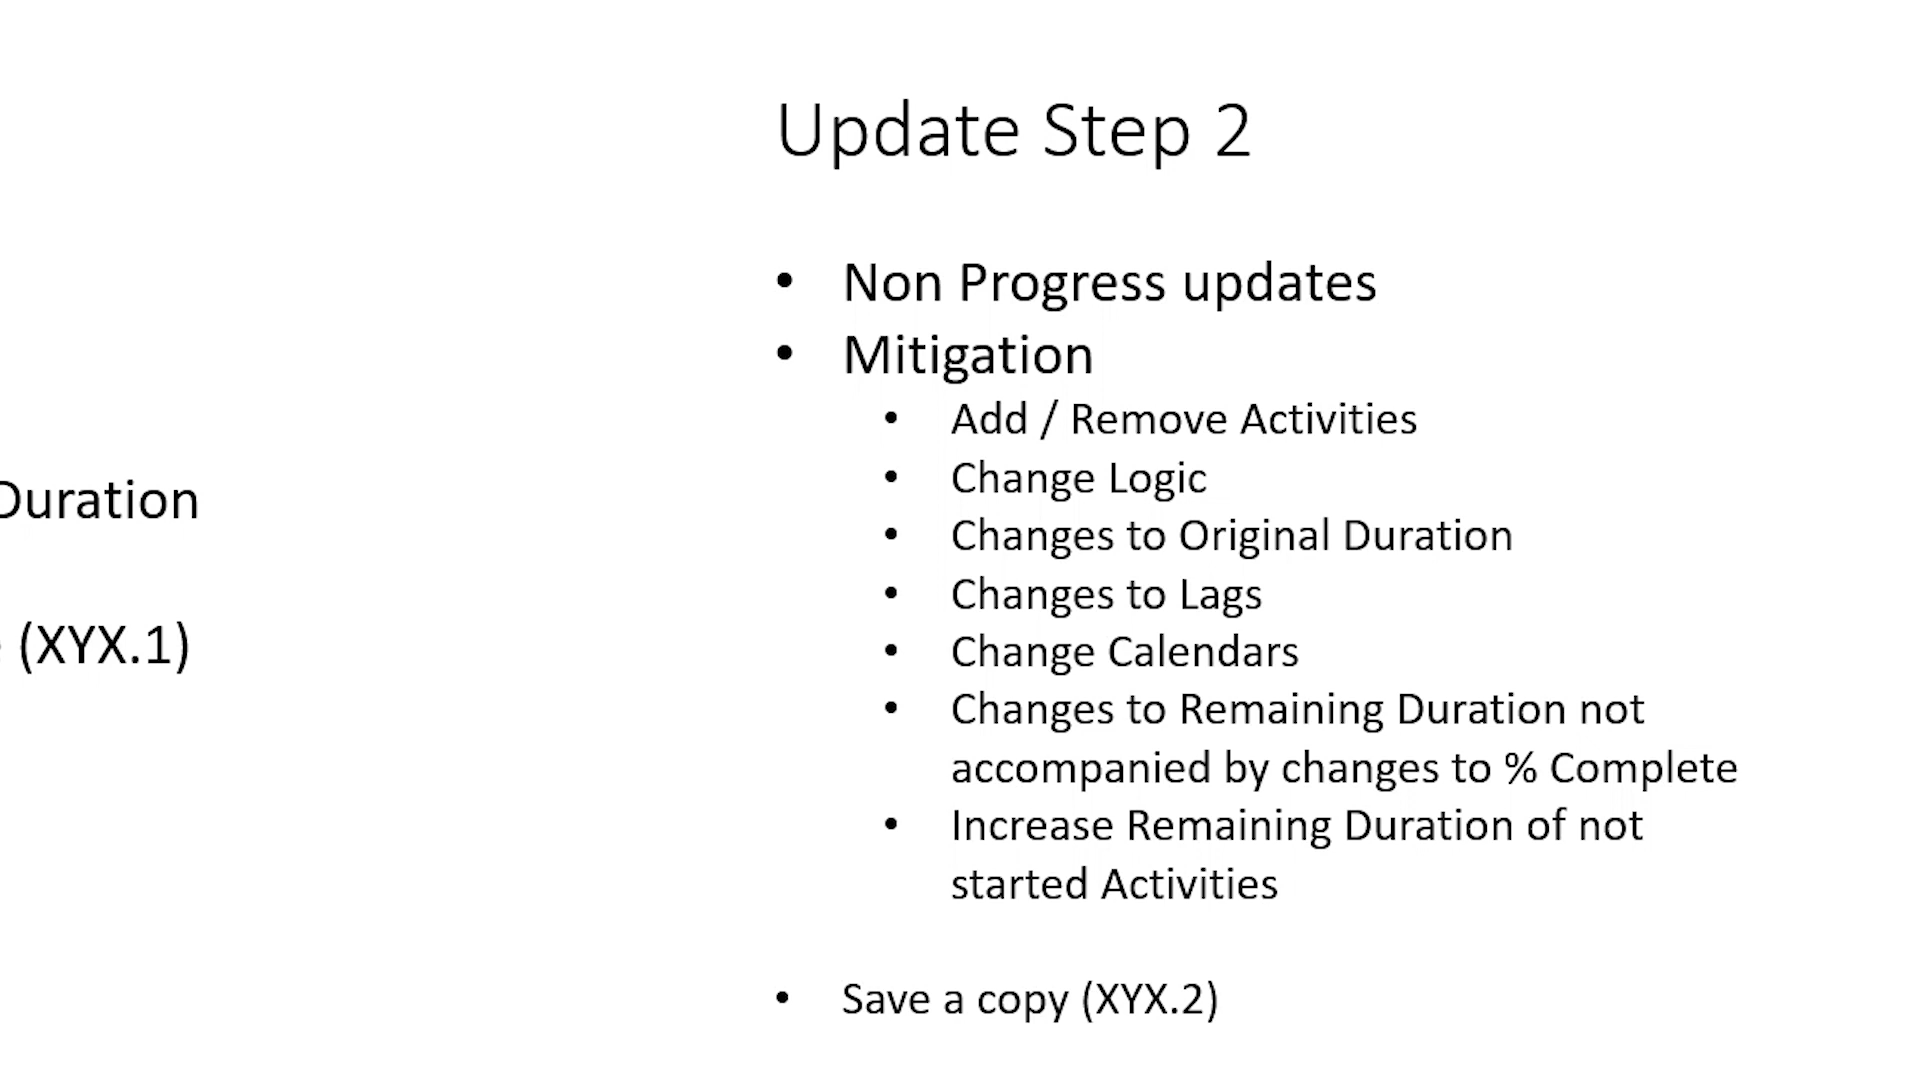 Duration
(XYX.1)
Update Step 2
• Non Progress updates
• Mitigation
• Add / Remove Activities
• Change Logic
• Changes to Original Duration
• Changes to Lags
• Change Calendars
• Changes to Remaining Duration not
accompanied by changes to % Complete
• Increase Remaining Duration of not
started Activities
• Save a copy (XYX.2)